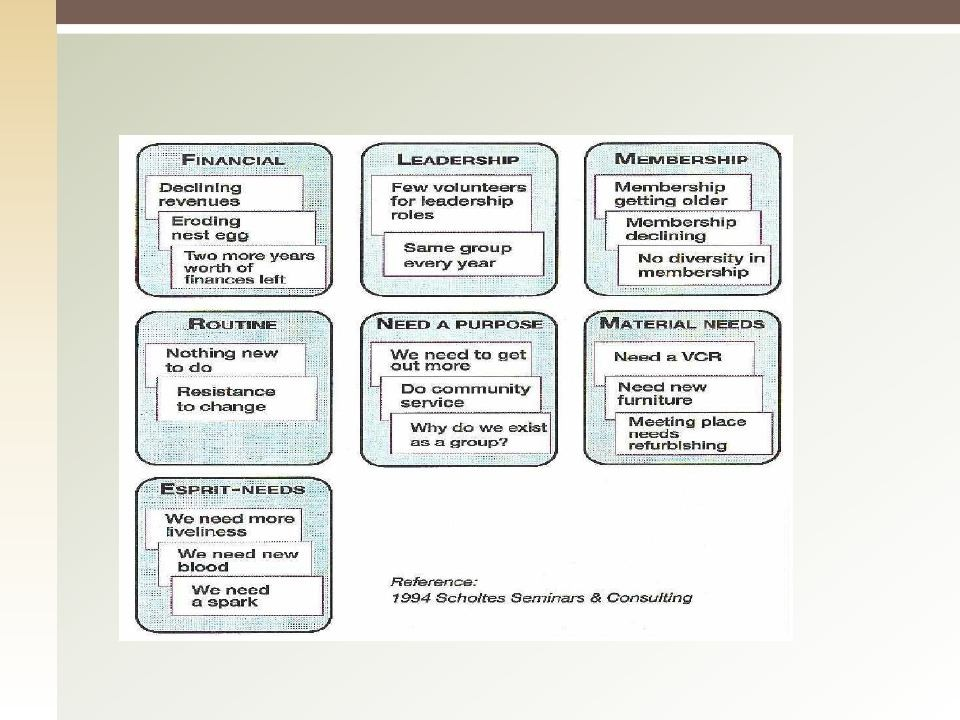 FINANCIAL
Declining
revenues
Eroding
nest egg
Two more years
worth of
finances left
LEADERSHIP
Few volunteers
for leadership
roles
Same group
every year
MEMBERSHIP
Membership
getting older
Membership
declining
No diversity in
membership
ROUTINE
Nothing new
to do
Resistance
to change
NEED A PURPOSE
We need to get
out more
Do community
service
Why do we exist
as a group?
MATERIAL NEEDS
Need a VCR
Need new
furniture
Meeting place
needs
refurbishing
ESPRIT-NEEDS
We need more
liveliness
We need new
blood
We need
a spark
Reference:
1994 Scholtes Seminars & Consulting